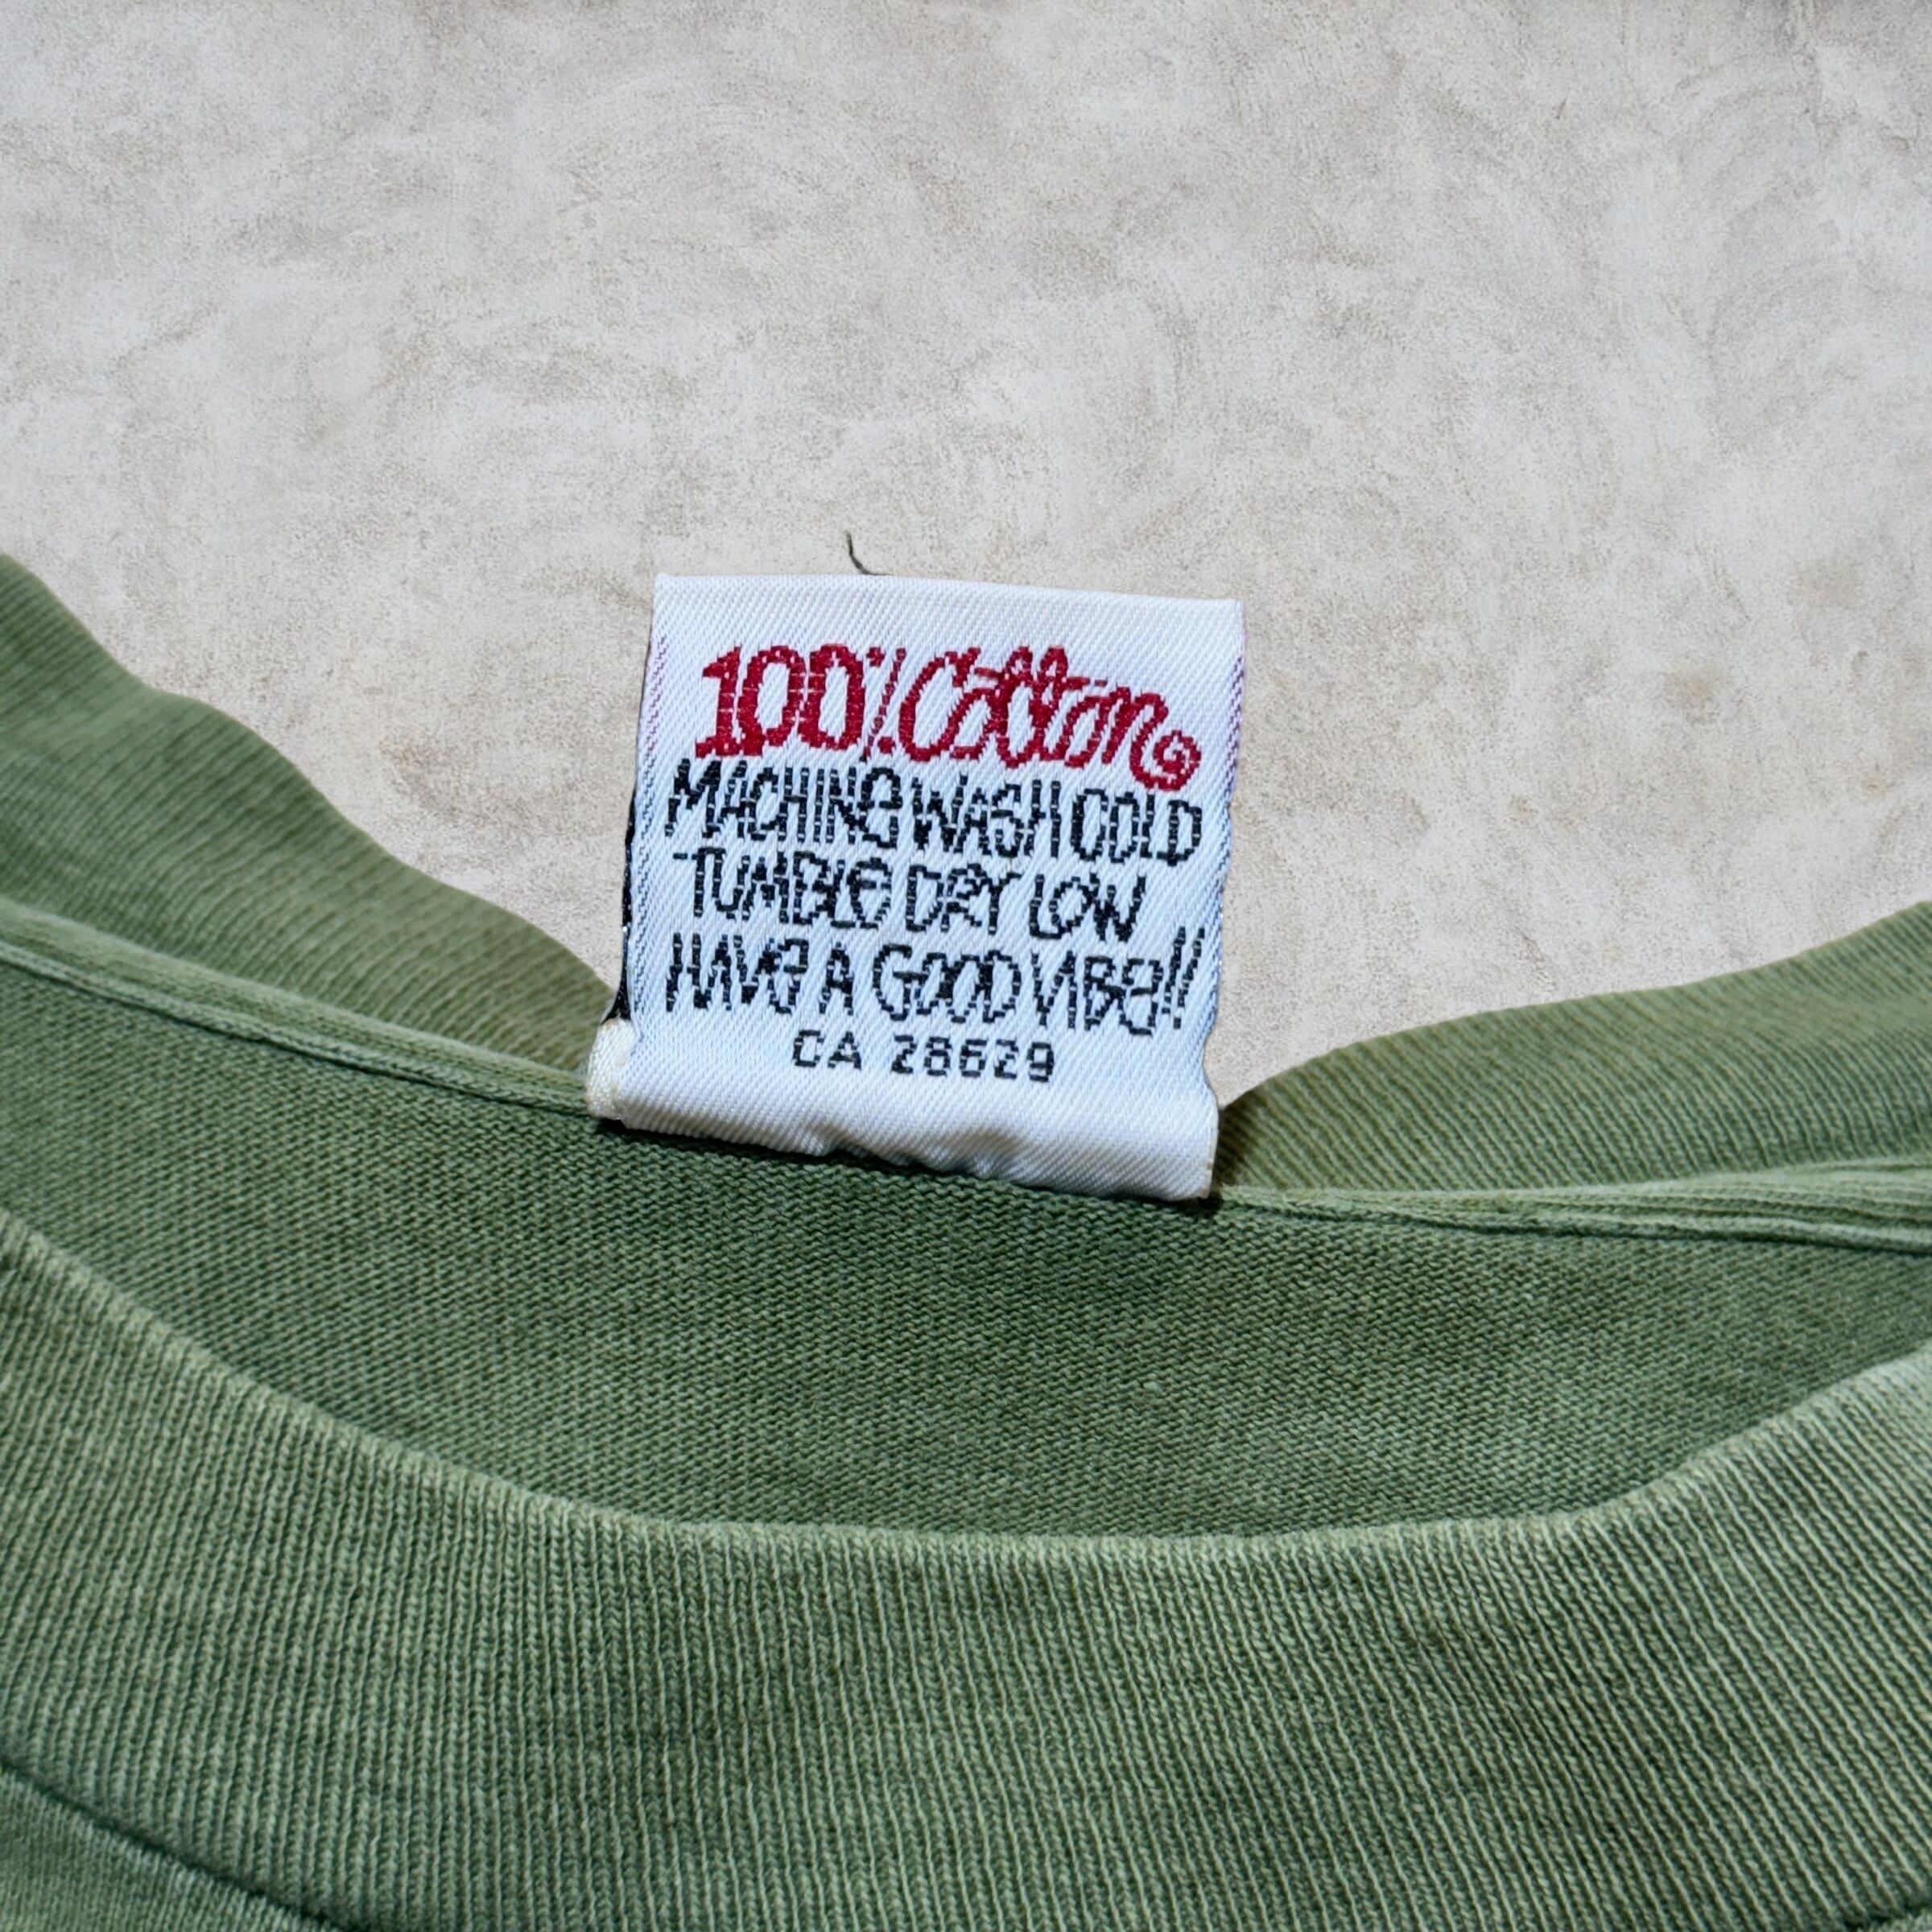 100% Cotton
MACHINE WASH COLD
TUMBLE DRY LOW
HAVE A GOOD VIBE!!
CA 28629